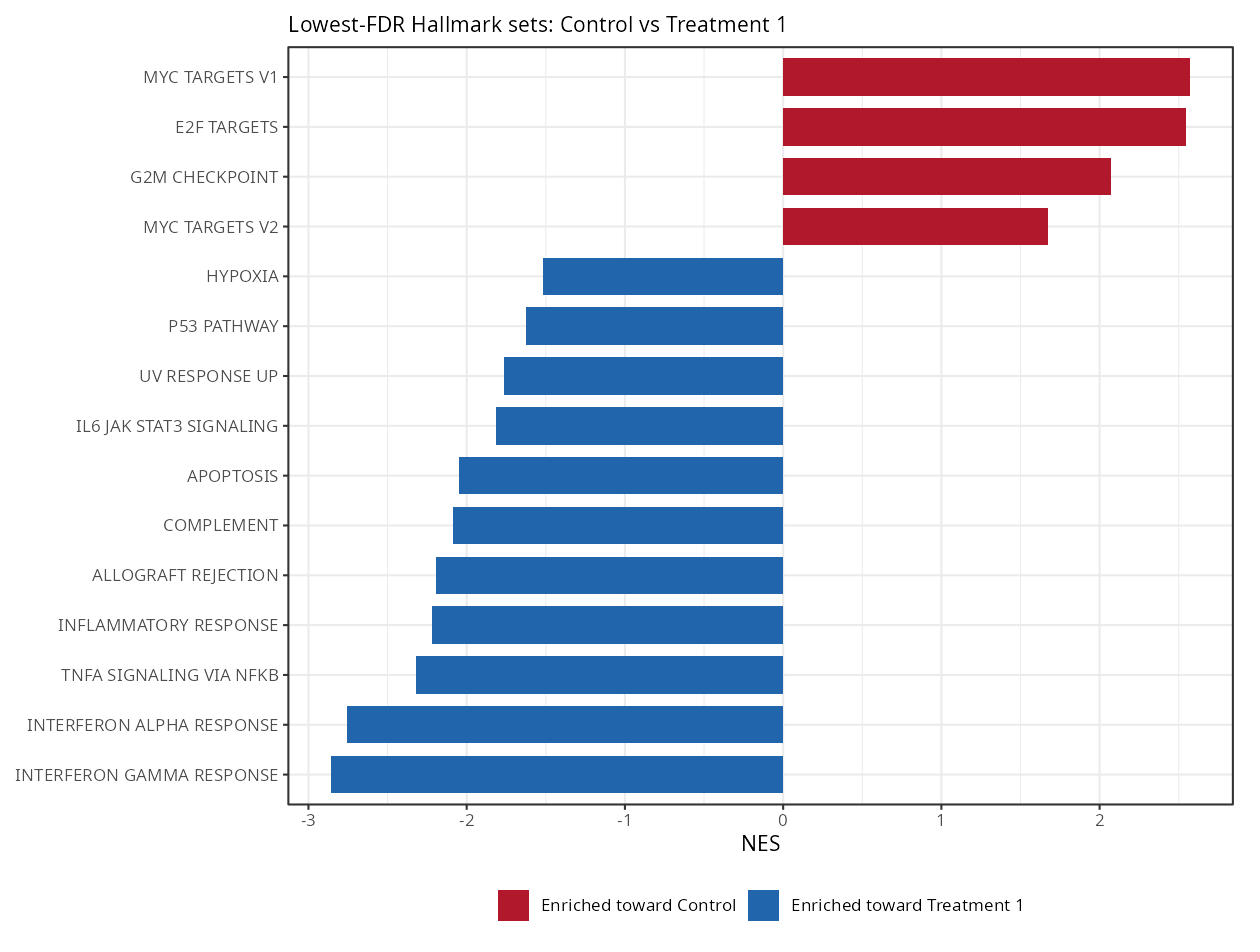 Lowest-FDR Hallmark sets: Control vs Treatment 1
MYC TARGETS V1
E2F TARGETS
G2M CHECKPOINT
MYC TARGETS V2
HYPOXIA
P53 PATHWAY
UV RESPONSE UP
IL6 JAK STAT3 SIGNALING
APOPTOSIS
COMPLEMENT
ALLOGRAFT REJECTION
INFLAMMATORY RESPONSE
TNFA SIGNALING VIA NFKB
INTERFERON ALPHA RESPONSE
INTERFERON GAMMA RESPONSE
-3 -2 -1 0 1 2
NES
Enriched toward Control Enriched toward Treatment 1